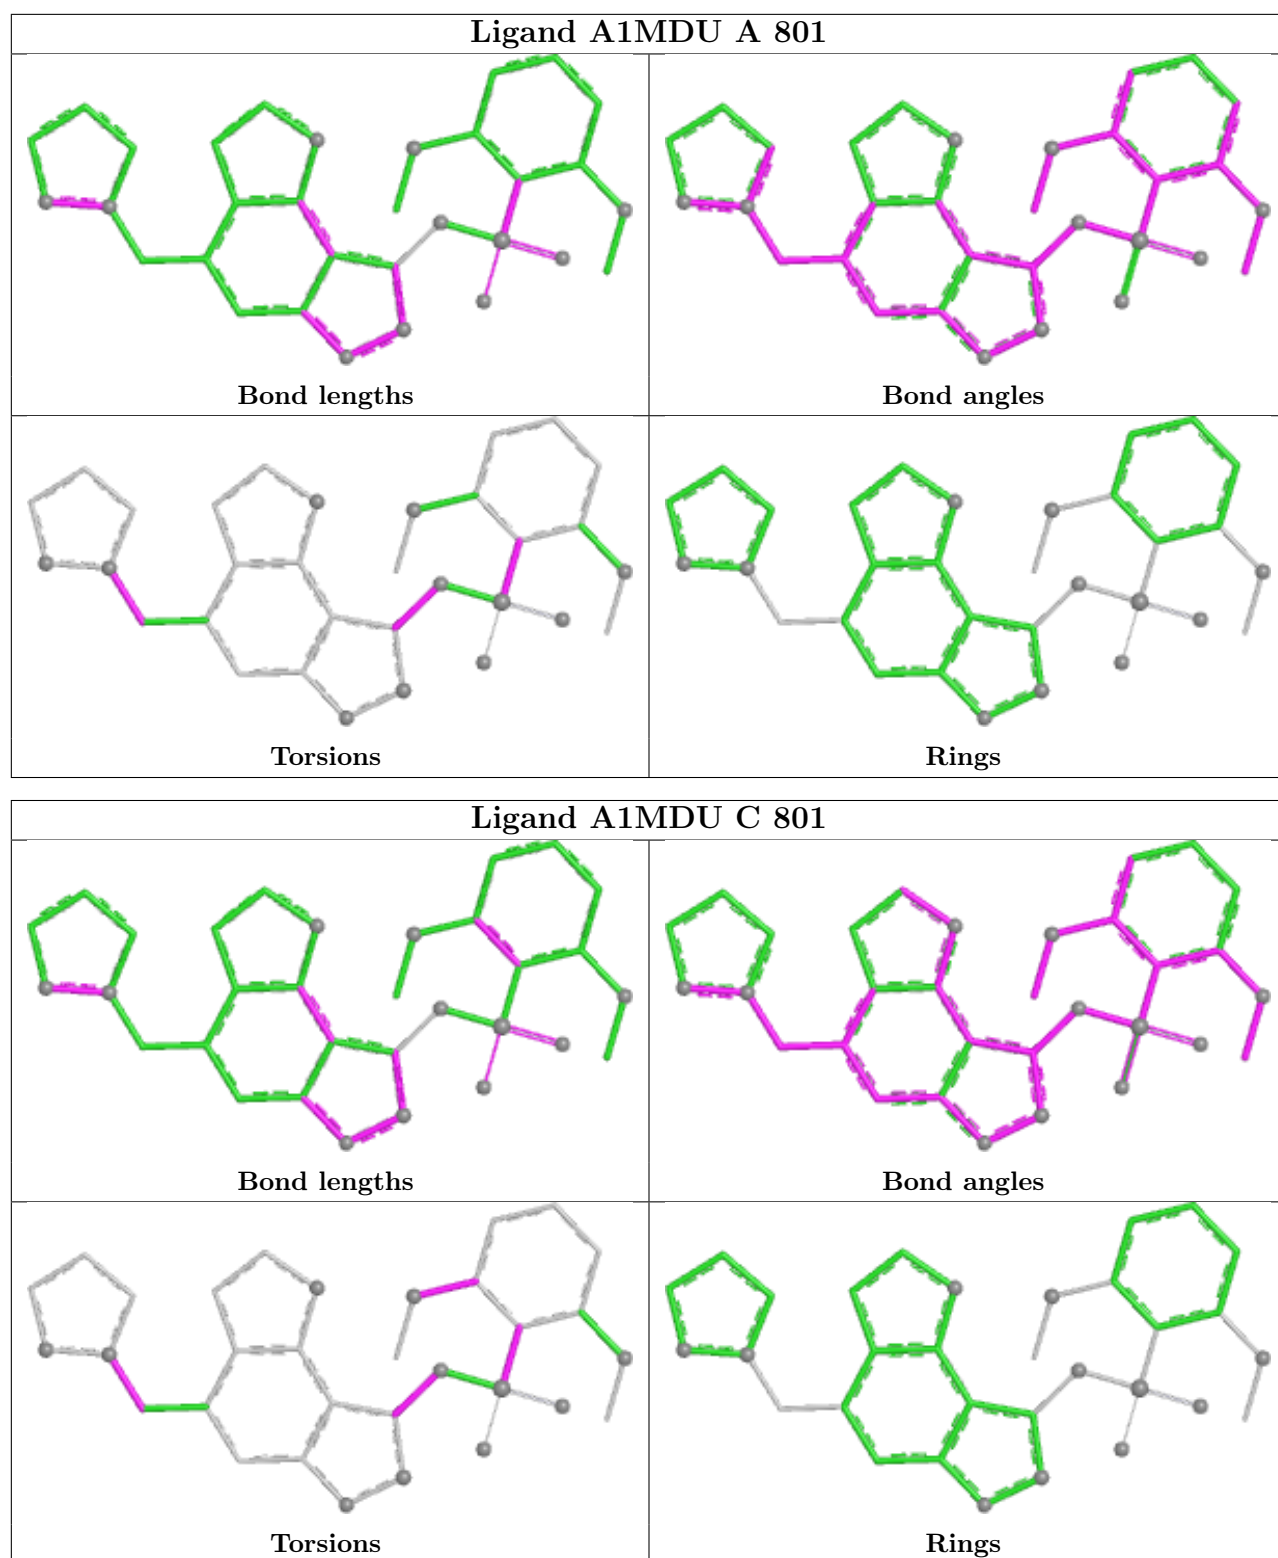 Ligand A1MDU A 801
Bond lengths
Bond angles
Torsions
Rings
Ligand A1MDU C 801
Bond lengths
Bond angles
Torsions
Rings